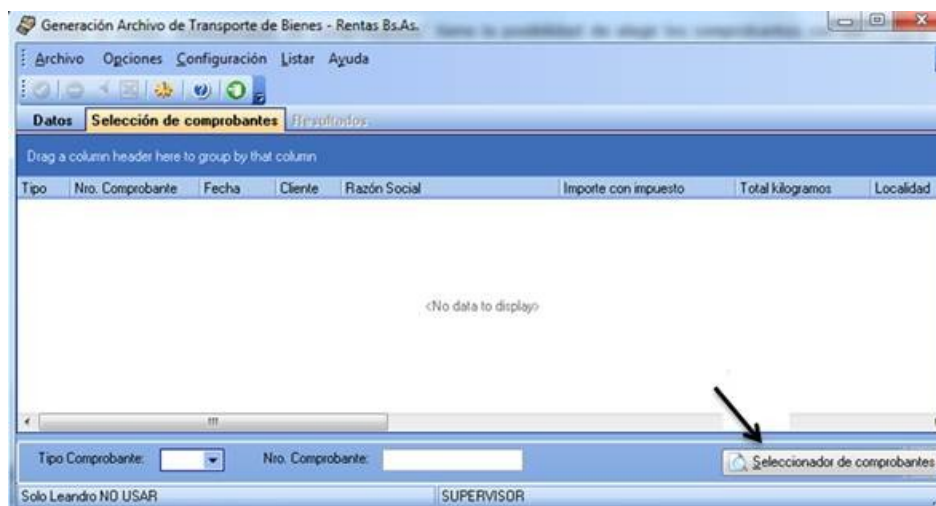 Generación Archivo de Transporte de Bienes - Rentas Bs.As.
Archivo Opciones Configuración Listar Ayuda
Datos Selección de comprobantes Resultados
Drag a column header here to group by that column
Tipo Nro. Comprobante Fecha Cliente Razón Social Importe con impuesto Total kilogramos Localidad
<No data to display>
Tipo Comprobante: Nro. Comprobante: Seleccionador de comprobantes
Solo Leandro NO USAR SUPERVISOR